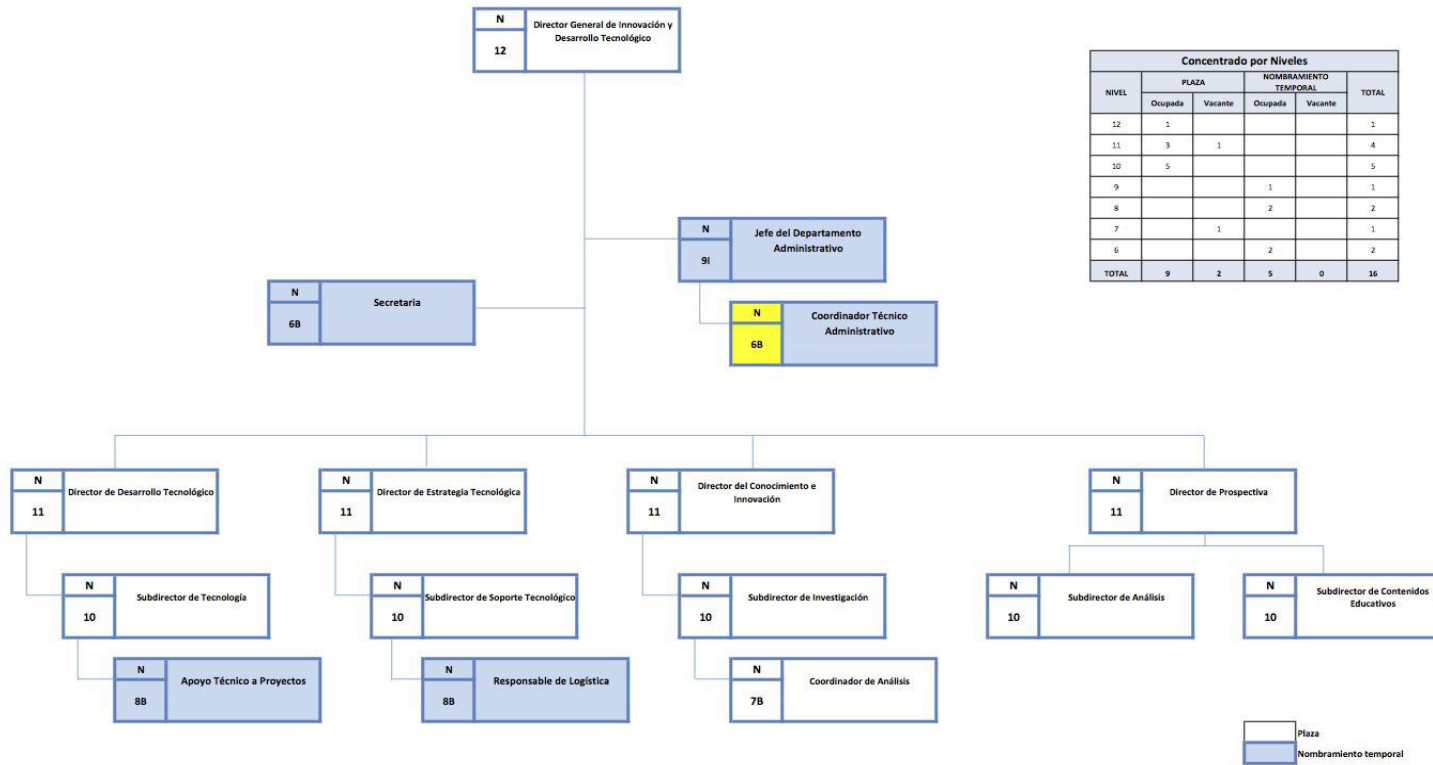 N
Director General de Innovación y
Desarrollo Tecnológico
12
Concentrado por Niveles
NIVEL
PLAZA
NOMBRAMIENTO
TEMPORAL
TOTAL
Ocupada Vacante Ocupada Vacante
12 1 1
11 3 1 4
10 5 5
9 1 1
8 2 2
7 1 1
6 2 2
TOTAL 9 2 5 0 16
N
Jefe del Departamento
Administrativo
9I
N
Secretaria
6B
N
Coordinador Técnico
Administrativo
6B
N
Director de Desarrollo Tecnológico
11
N
Director de Estrategia Tecnológica
11
N
Director del Conocimiento e
Innovación
11
N
Director de Prospectiva
11
N
Subdirector de Tecnología
10
N
Subdirector de Soporte Tecnológico
10
N
Subdirector de Investigación
10
N
Subdirector de Análisis
10
N
Subdirector de Contenidos
Educativos
10
N
Apoyo Técnico a Proyectos
8B
N
Responsable de Logística
8B
N
Coordinador de Análisis
7B
Plaza
Nombramiento temporal